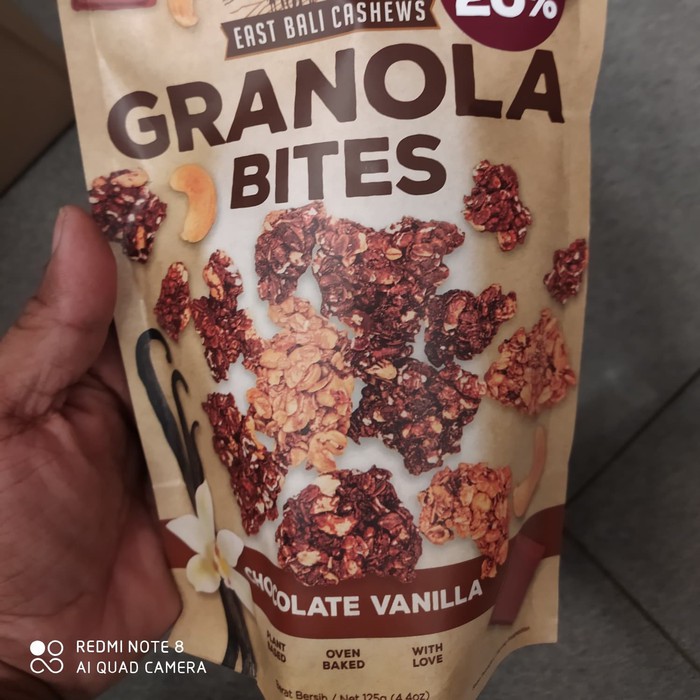 EAST BALI CASHEWS
20%
GRANOLA
BITES
CHOCOLATE VANILLA
PLANT
BASED
OVEN
BAKED
WITH
LOVE
Berat Bersih / Net 125g (4.4oz)
REDMI NOTE 8
AI QUAD CAMERA